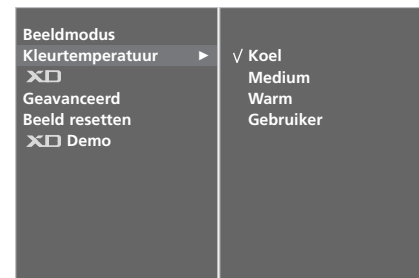 Beeldmodus
Kleurtemperatuur ►
XD
Geavanceerd
Beeld resetten
XD Demo
√ Koel
Medium
Warm
Gebruiker